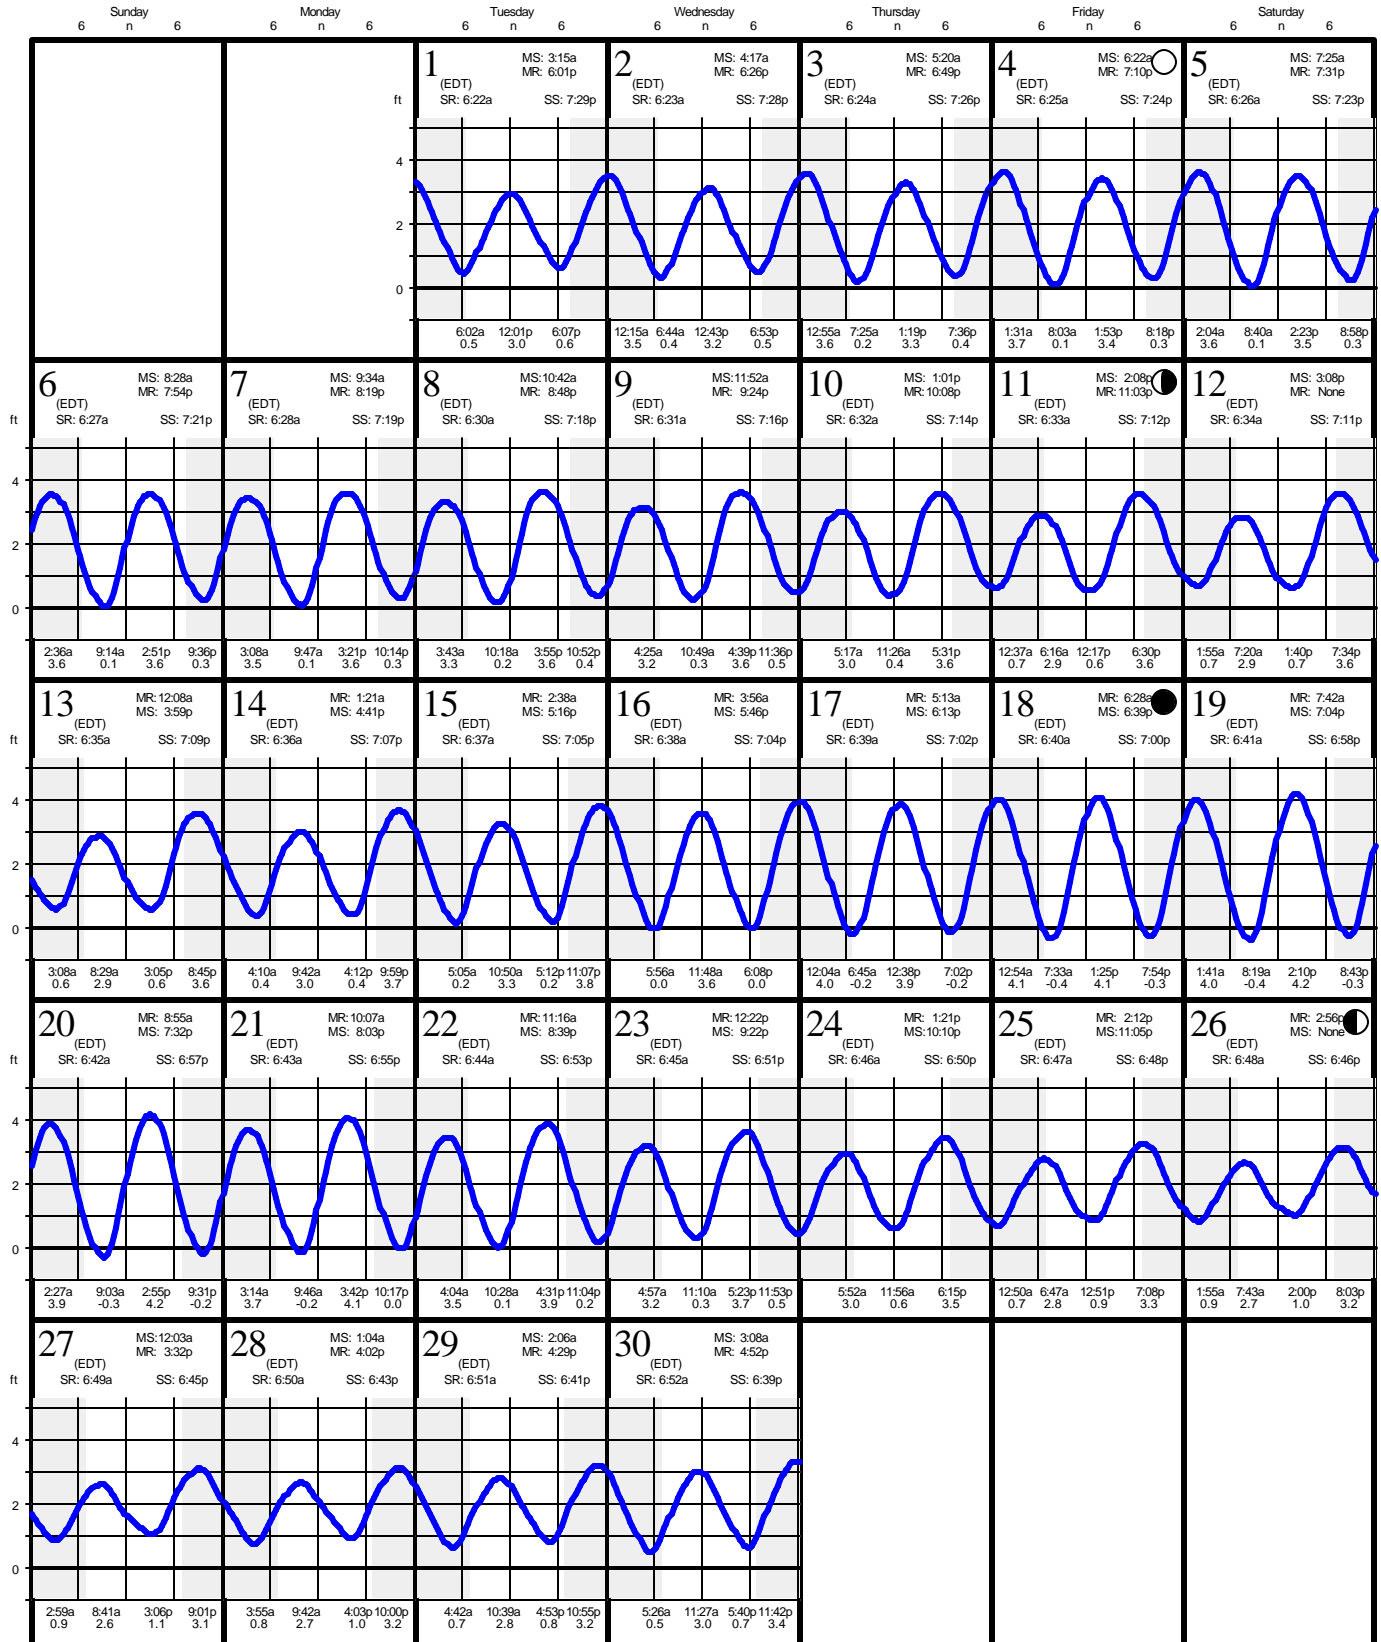 Sunday Monday Tuesday Wednesday Thursday Friday Saturday
6 n 6 6 n 6 6 n 6 6 n 6 6 n 6 6 n 6 6 n 6
1 MS: 3:15a 2 MS: 4:17a 3 MS: 5:20a 4 MS: 6:22a 5 MS: 7:25a
MR: 6:01p MR: 6:26p MR: 6:49p MR: 7:10p MR: 7:31p
(EDT) (EDT) (EDT) (EDT) (EDT)
ft SR: 6:22a SS: 7:29p SR: 6:23a SS: 7:28p SR: 6:24a SS: 7:26p SR: 6:25a SS: 7:24p SR: 6:26a SS: 7:23p
4
2
0
6:02a 12:01p 6:07p 12:15a 6:44a 12:43p 6:53p 12:55a 7:25a 1:19p 7:36p 1:31a 8:03a 1:53p 8:18p 2:04a 8:40a 2:23p 8:58p
0.5 3.0 0.6 3.5 0.4 3.2 0.5 3.6 0.2 3.3 0.4 3.7 0.1 3.4 0.3 3.6 0.1 3.5 0.3
6 MS: 8:28a 7 MS: 9:34a 8 MS:10:42a 9 MS:11:52a 10 MS: 1:01p 11 MS: 2:08p 12 MS: 3:08p
MR: 7:54p MR: 8:19p MR: 8:48p MR: 9:24p MR:10:08p MR:11:03p MR: None
(EDT) (EDT) (EDT) (EDT) (EDT) (EDT) (EDT)
ft SR: 6:27a SS: 7:21p SR: 6:28a SS: 7:19p SR: 6:30a SS: 7:18p SR: 6:31a SS: 7:16p SR: 6:32a SS: 7:14p SR: 6:33a SS: 7:12p SR: 6:34a SS: 7:11p
4
2
0
2:36a 9:14a 2:51p 9:36p 3:08a 9:47a 3:21p 10:14p 3:43a 10:18a 3:55p 10:52p 4:25a 10:49a 4:39p 11:36p 5:17a 11:26a 5:31p 12:37a 6:16a 12:17p 6:30p 1:55a 7:20a 1:40p 7:34p
3.6 0.1 3.6 0.3 3.5 0.1 3.6 0.3 3.3 0.2 3.6 0.4 3.2 0.3 3.6 0.5 3.0 0.4 3.6 0.7 2.9 0.6 3.6 0.7 2.9 0.7 3.6
13 MR:12:08a 14 MR: 1:21a 15 MR: 2:38a 16 MR: 3:56a 17 MR: 5:13a 18 MR: 6:28a 19 MR: 7:42a
MS: 3:59p MS: 4:41p MS: 5:16p MS: 5:46p MS: 6:13p MS: 6:39p MS: 7:04p
(EDT) (EDT) (EDT) (EDT) (EDT) (EDT) (EDT)
ft SR: 6:35a SS: 7:09p SR: 6:36a SS: 7:07p SR: 6:37a SS: 7:05p SR: 6:38a SS: 7:04p SR: 6:39a SS: 7:02p SR: 6:40a SS: 7:00p SR: 6:41a SS: 6:58p
4
2
0
3:08a 8:29a 3:05p 8:45p 4:10a 9:42a 4:12p 9:59p 5:05a 10:50a 5:12p 11:07p 5:56a 11:48a 6:08p 12:04a 6:45a 12:38p 7:02p 12:54a 7:33a 1:25p 7:54p 1:41a 8:19a 2:10p 8:43p
0.6 2.9 0.6 3.6 0.4 3.0 0.4 3.7 0.2 3.3 0.2 3.8 0.0 3.6 0.0 4.0 -0.2 3.9 -0.2 4.1 -0.4 4.1 -0.3 4.0 -0.4 4.2 -0.3
20 MR: 8:55a 21 MR:10:07a 22 MR:11:16a 23 MR:12:22p 24 MR: 1:21p 25 MR: 2:12p 26 MR: 2:56p
MS: 7:32p MS: 8:03p MS: 8:39p MS: 9:22p MS:10:10p MS:11:05p MS: None
(EDT) (EDT) (EDT) (EDT) (EDT) (EDT) (EDT)
ft SR: 6:42a SS: 6:57p SR: 6:43a SS: 6:55p SR: 6:44a SS: 6:53p SR: 6:45a SS: 6:51p SR: 6:46a SS: 6:50p SR: 6:47a SS: 6:48p SR: 6:48a SS: 6:46p
4
2
0
2:27a 9:03a 2:55p 9:31p 3:14a 9:46a 3:42p 10:17p 4:04a 10:28a 4:31p 11:04p 4:57a 11:10a 5:23p 11:53p 5:52a 11:56a 6:15p 12:50a 6:47a 12:51p 7:08p 1:55a 7:43a 2:00p 8:03p
3.9 -0.3 4.2 -0.2 3.7 -0.2 4.1 0.0 3.5 0.1 3.9 0.2 3.2 0.3 3.7 0.5 3.0 0.6 3.5 0.7 2.8 0.9 3.3 0.9 2.7 1.0 3.2
27 MS:12:03a 28 MS: 1:04a 29 MS: 2:06a 30 MS: 3:08a
MR: 3:32p MR: 4:02p MR: 4:29p MR: 4:52p
(EDT) (EDT) (EDT) (EDT)
ft SR: 6:49a SS: 6:45p SR: 6:50a SS: 6:43p SR: 6:51a SS: 6:41p SR: 6:52a SS: 6:39p
4
2
0
2:59a 8:41a 3:06p 9:01p 3:55a 9:42a 4:03p 10:00p 4:42a 10:39a 4:53p 10:55p 5:26a 11:27a 5:40p 11:42p
0.9 2.6 1.1 3.1 0.8 2.7 1.0 3.2 0.7 2.8 0.8 3.2 0.5 3.0 0.7 3.4